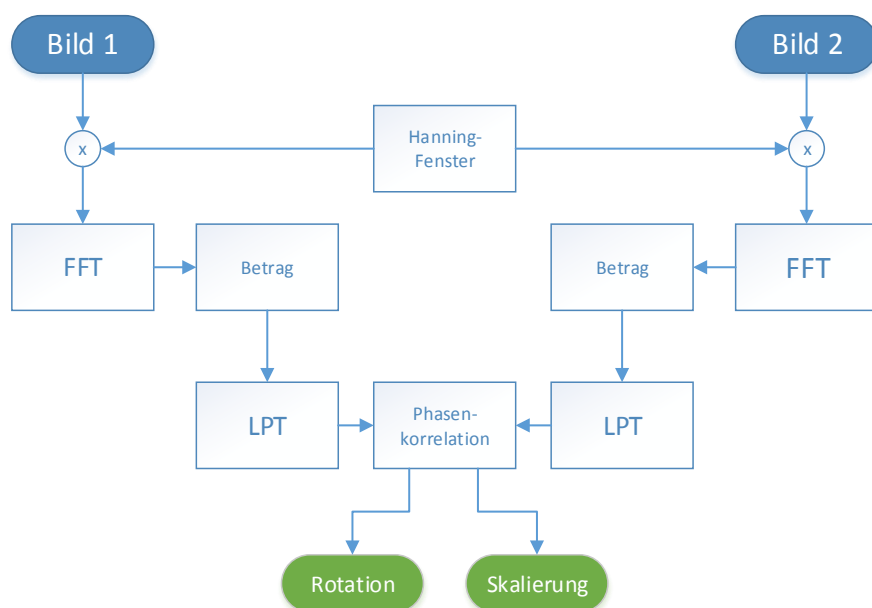 Bild 1
Bild 2
Hanning-
Fenster
x
x
FFT
Betrag
Betrag
FFT
LPT
Phasen-
korrelation
LPT
Rotation
Skalierung